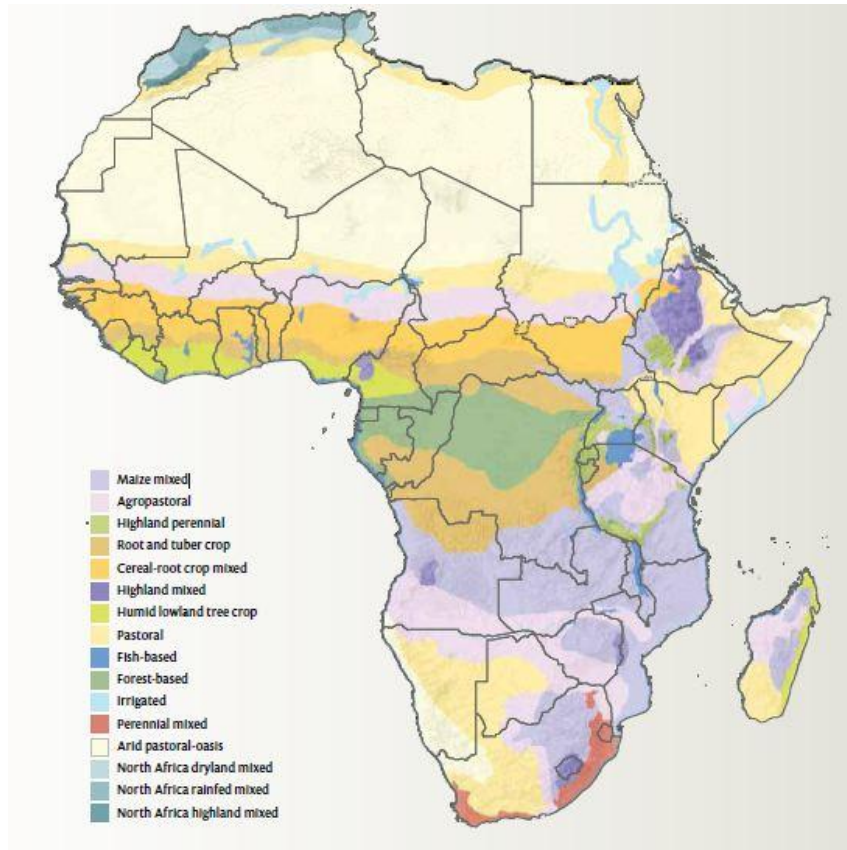 Maize mixed
Agropastoral
Highland perennial
Root and tuber crop
Cereal-root crop mixed
Highland mixed
Humid lowland tree crop
Pastoral
Fish-based
Forest-based
Irrigated
Perennial mixed
Arid pastoral-oasis
North Africa dryland mixed
North Africa rainfed mixed
North Africa highland mixed